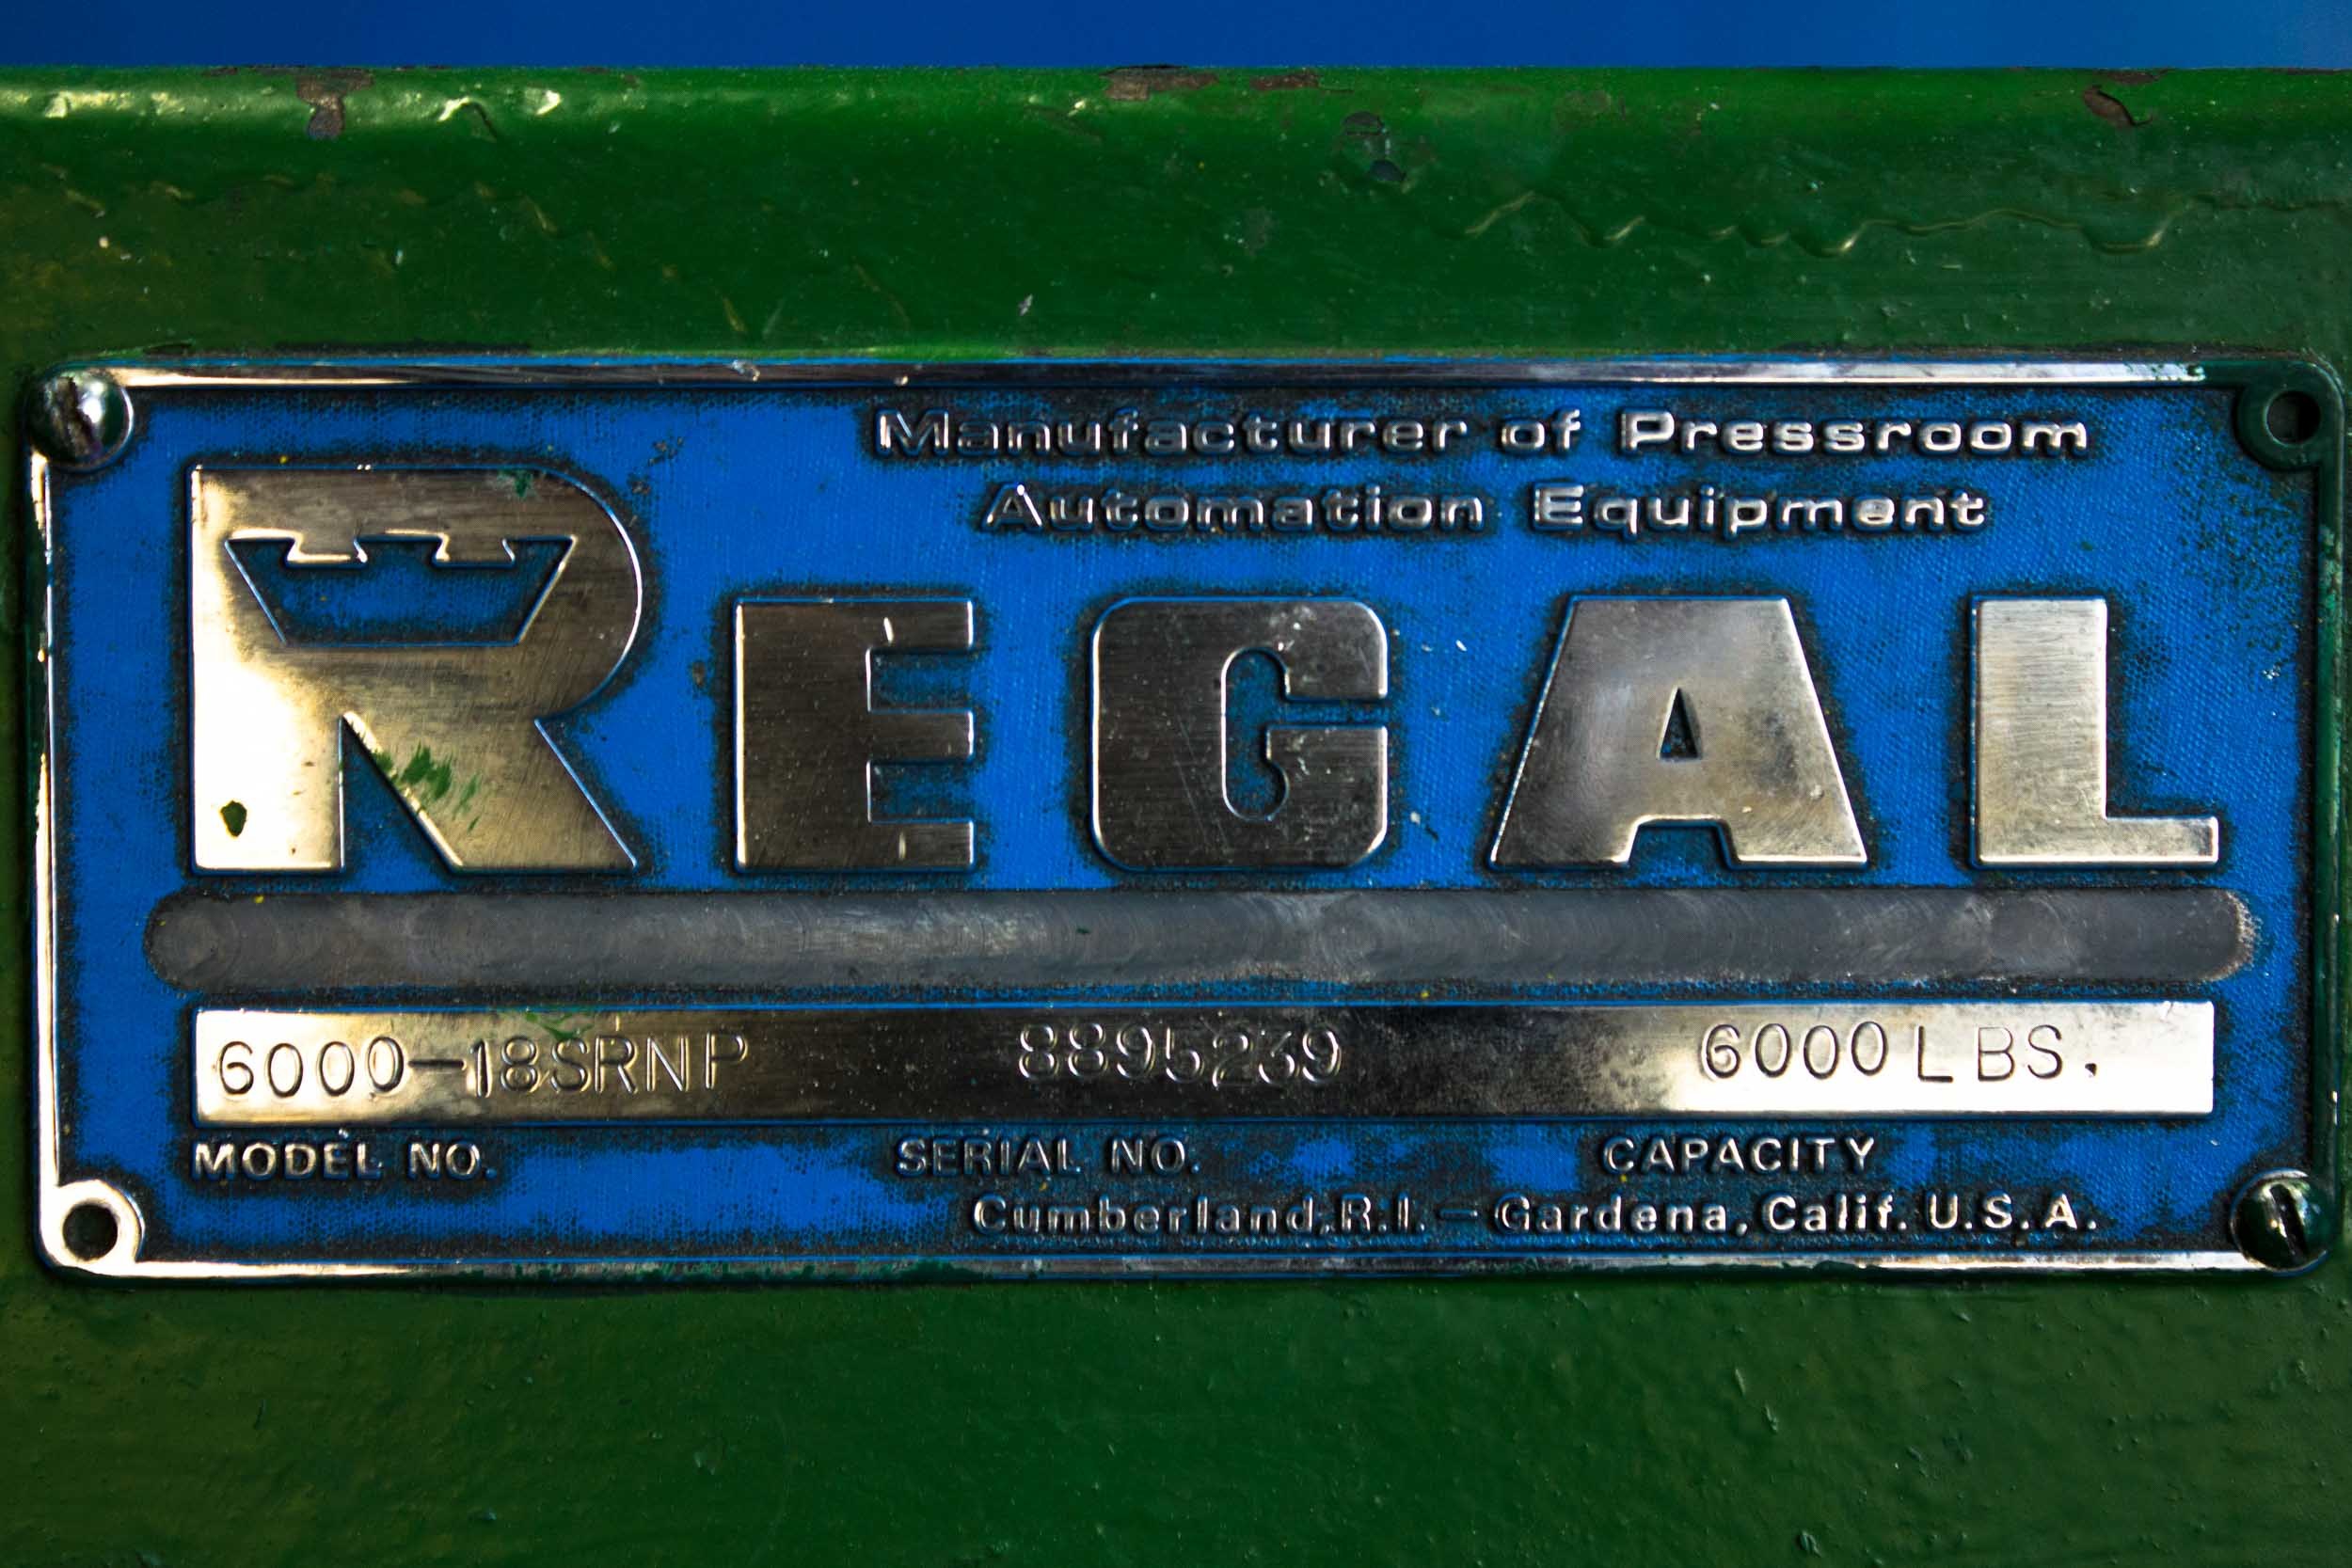 Manufacturer of Pressroom
Automation Equipment
REGAL
6000-18SRNP 8895239 6000 LBS.
MODEL NO. SERIAL NO. CAPACITY
Cumberland, R.I. - Gardena, Calif. U.S.A.